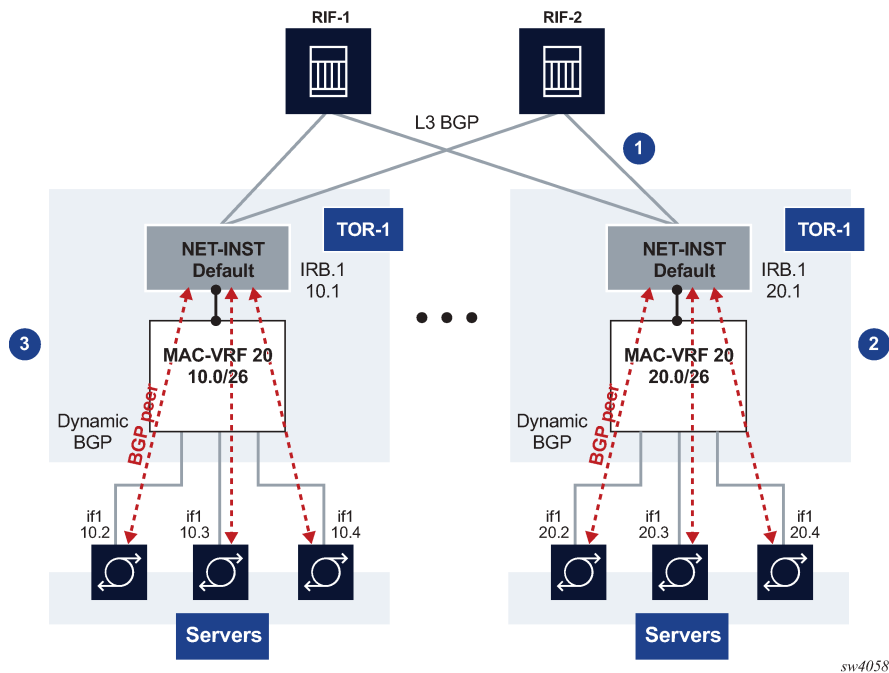 RIF-1
RIF-2
L3 BGP
1
TOR-1
TOR-1
NET-INST
Default
IRB.1
10.1
NET-INST
Default
IRB.1
20.1
3
MAC-VRF 20
10.0/26
MAC-VRF 20
20.0/26
2
Dynamic
BGP
BGP peer
Dynamic
BGP
BGP peer
if1
10.2
if1
10.3
if1
10.4
if1
20.2
if1
20.3
if1
20.4
Servers
Servers
sw4058